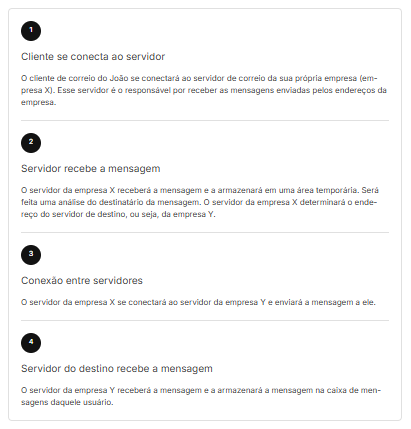 1
Cliente se conecta ao servidor
O cliente de correio do João se conectará ao servidor de correio da sua própria empresa (em-
presa X). Esse servidor é o responsável por receber as mensagens enviadas pelos endereços da
empresa.
2
Servidor recebe a mensagem
O servidor da empresa X receberá a mensagem e a armazenará em uma área temporária. Será
feita uma análise do destinatário da mensagem. O servidor da empresa X determinará o ende-
reço do servidor de destino, ou seja, da empresa Y.
3
Conexão entre servidores
O servidor da empresa X se conectará ao servidor da empresa Y e enviará a mensagem a ele.
4
Servidor do destino recebe a mensagem
O servidor da empresa Y receberá a mensagem e a armazenará a mensagem na caixa de men-
sagens daquele usuário.